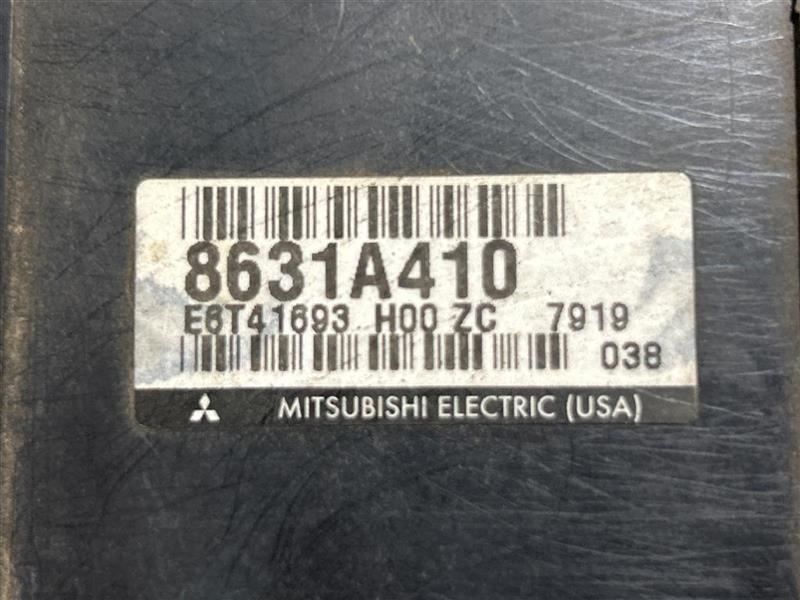 8631A410
E6T41693 H00 ZC 7919
038
MITSUBISHI ELECTRIC (USA)